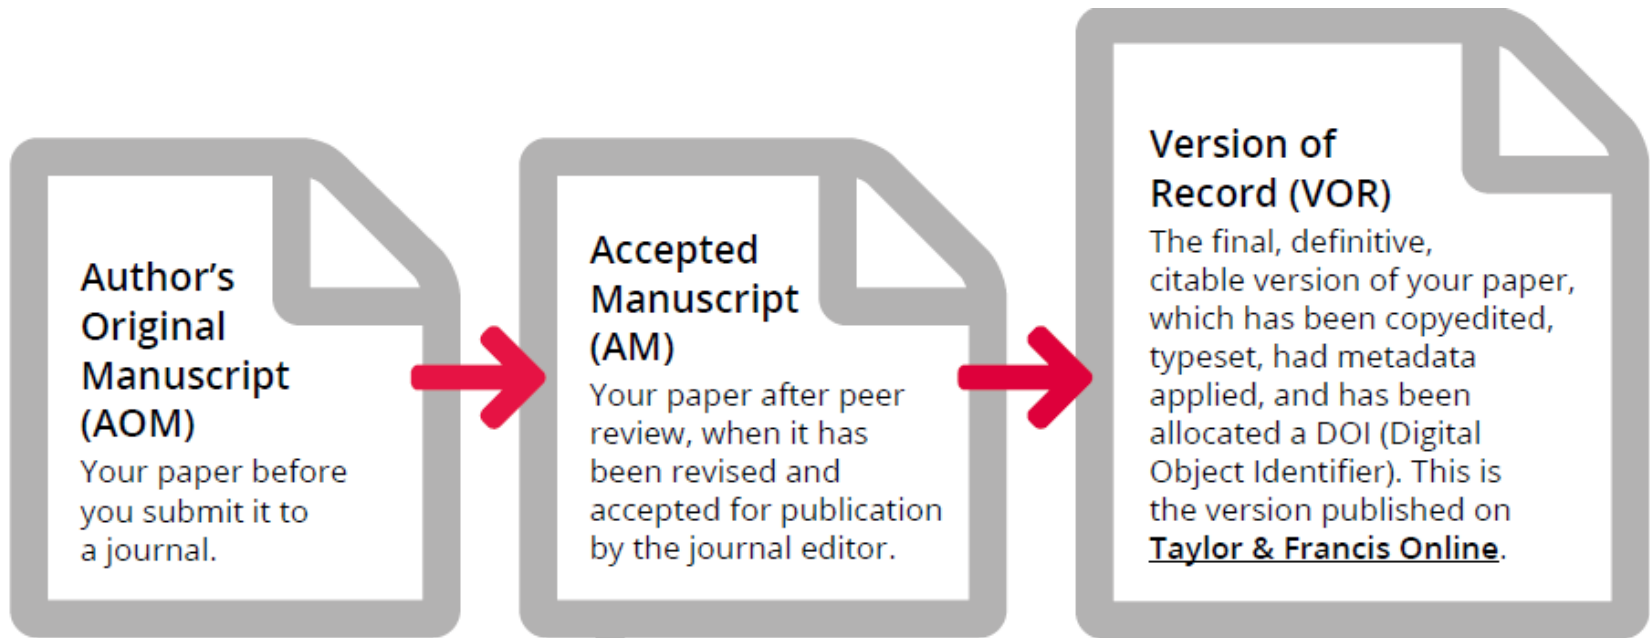 Author’s
Original
Manuscript
(AOM)
Your paper before
you submit it to
a journal.
Accepted
Manuscript
(AM)
Your paper after peer
review, when it has
been revised and
accepted for publication
by the journal editor.
Version of
Record (VOR)
The final, definitive,
citable version of your paper,
which has been copyedited,
typeset, had metadata
applied, and has been
allocated a DOI (Digital
Object Identifier). This is
the version published on
Taylor & Francis Online.